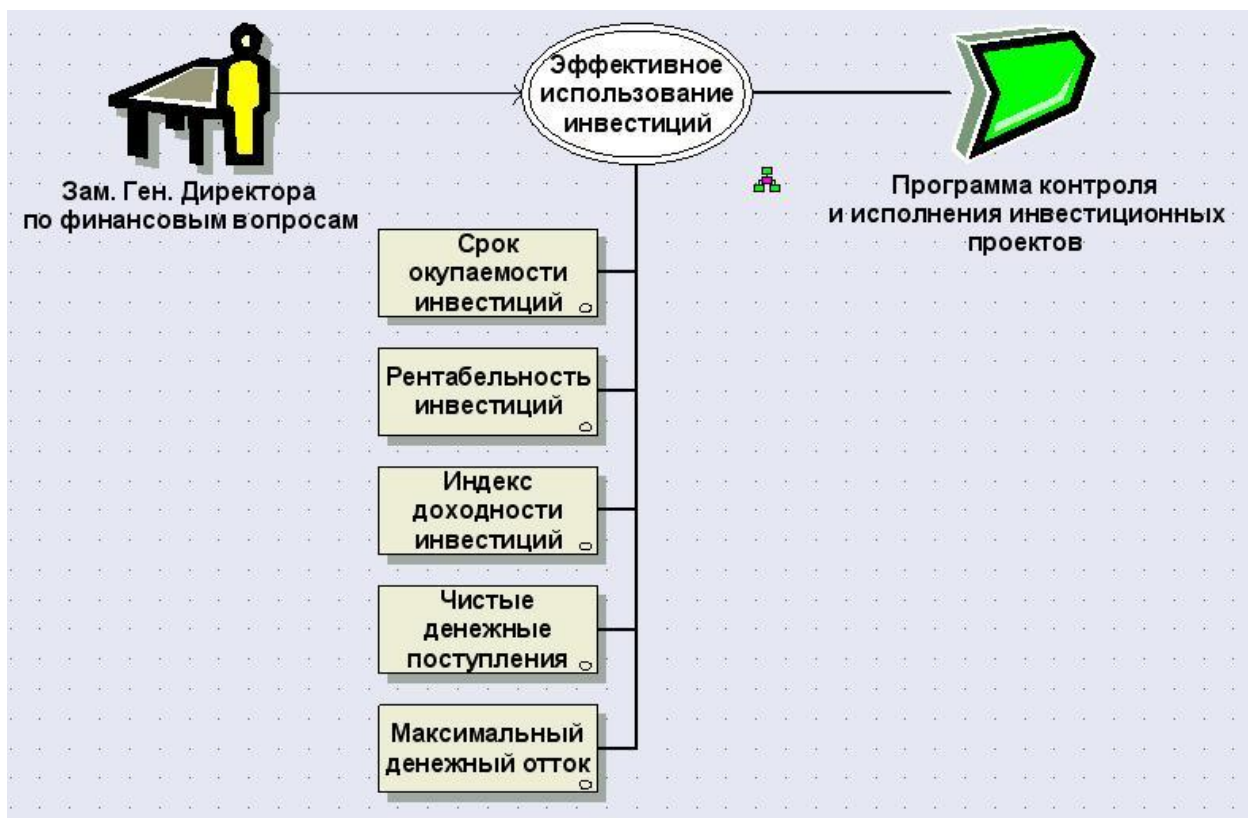 Эффективное
использование
инвестиций
Зам. Ген. Директора
по финансовым вопросам
Программа контроля
и исполнения инвестиционных
проектов
Срок
окупаемости
инвестиций
Рентабельность
инвестиций
Индекс
доходности
инвестиций
Чистые
денежные
поступления
Максимальный
денежный отток